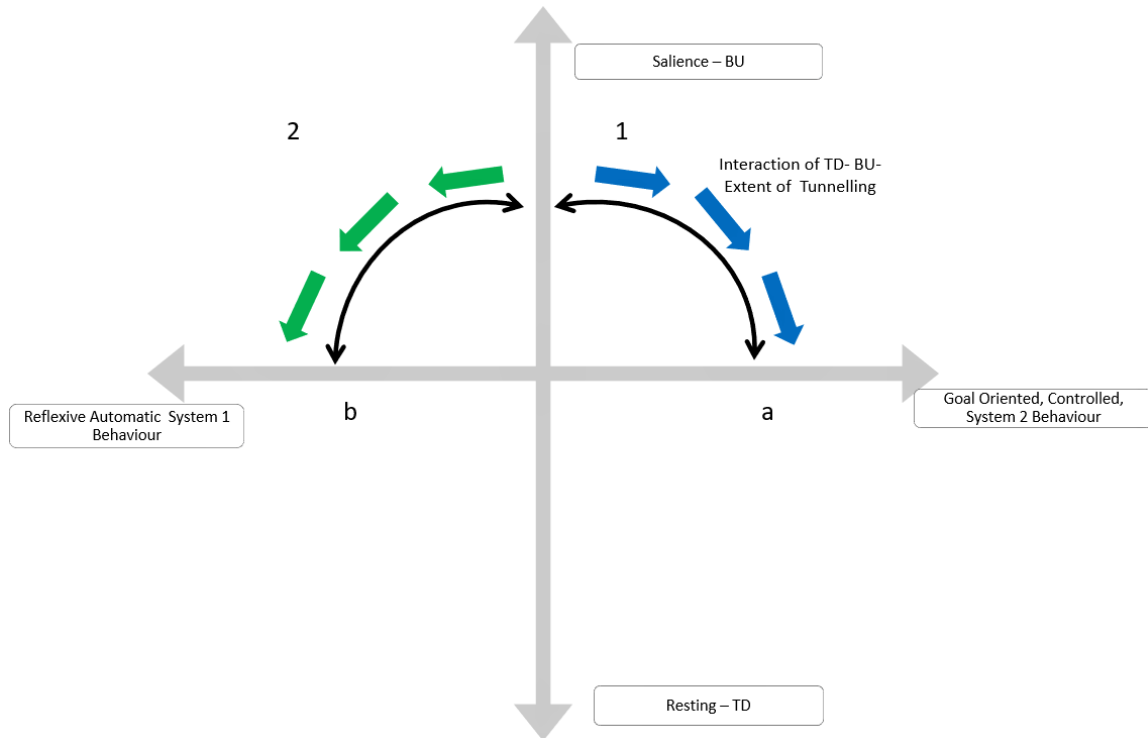 Salience – BU
2
1
Interaction of TD- BU-
Extent of Tunnelling
Reflexive Automatic System 1
Behaviour
b
a
Goal Oriented, Controlled,
System 2 Behaviour
Resting – TD